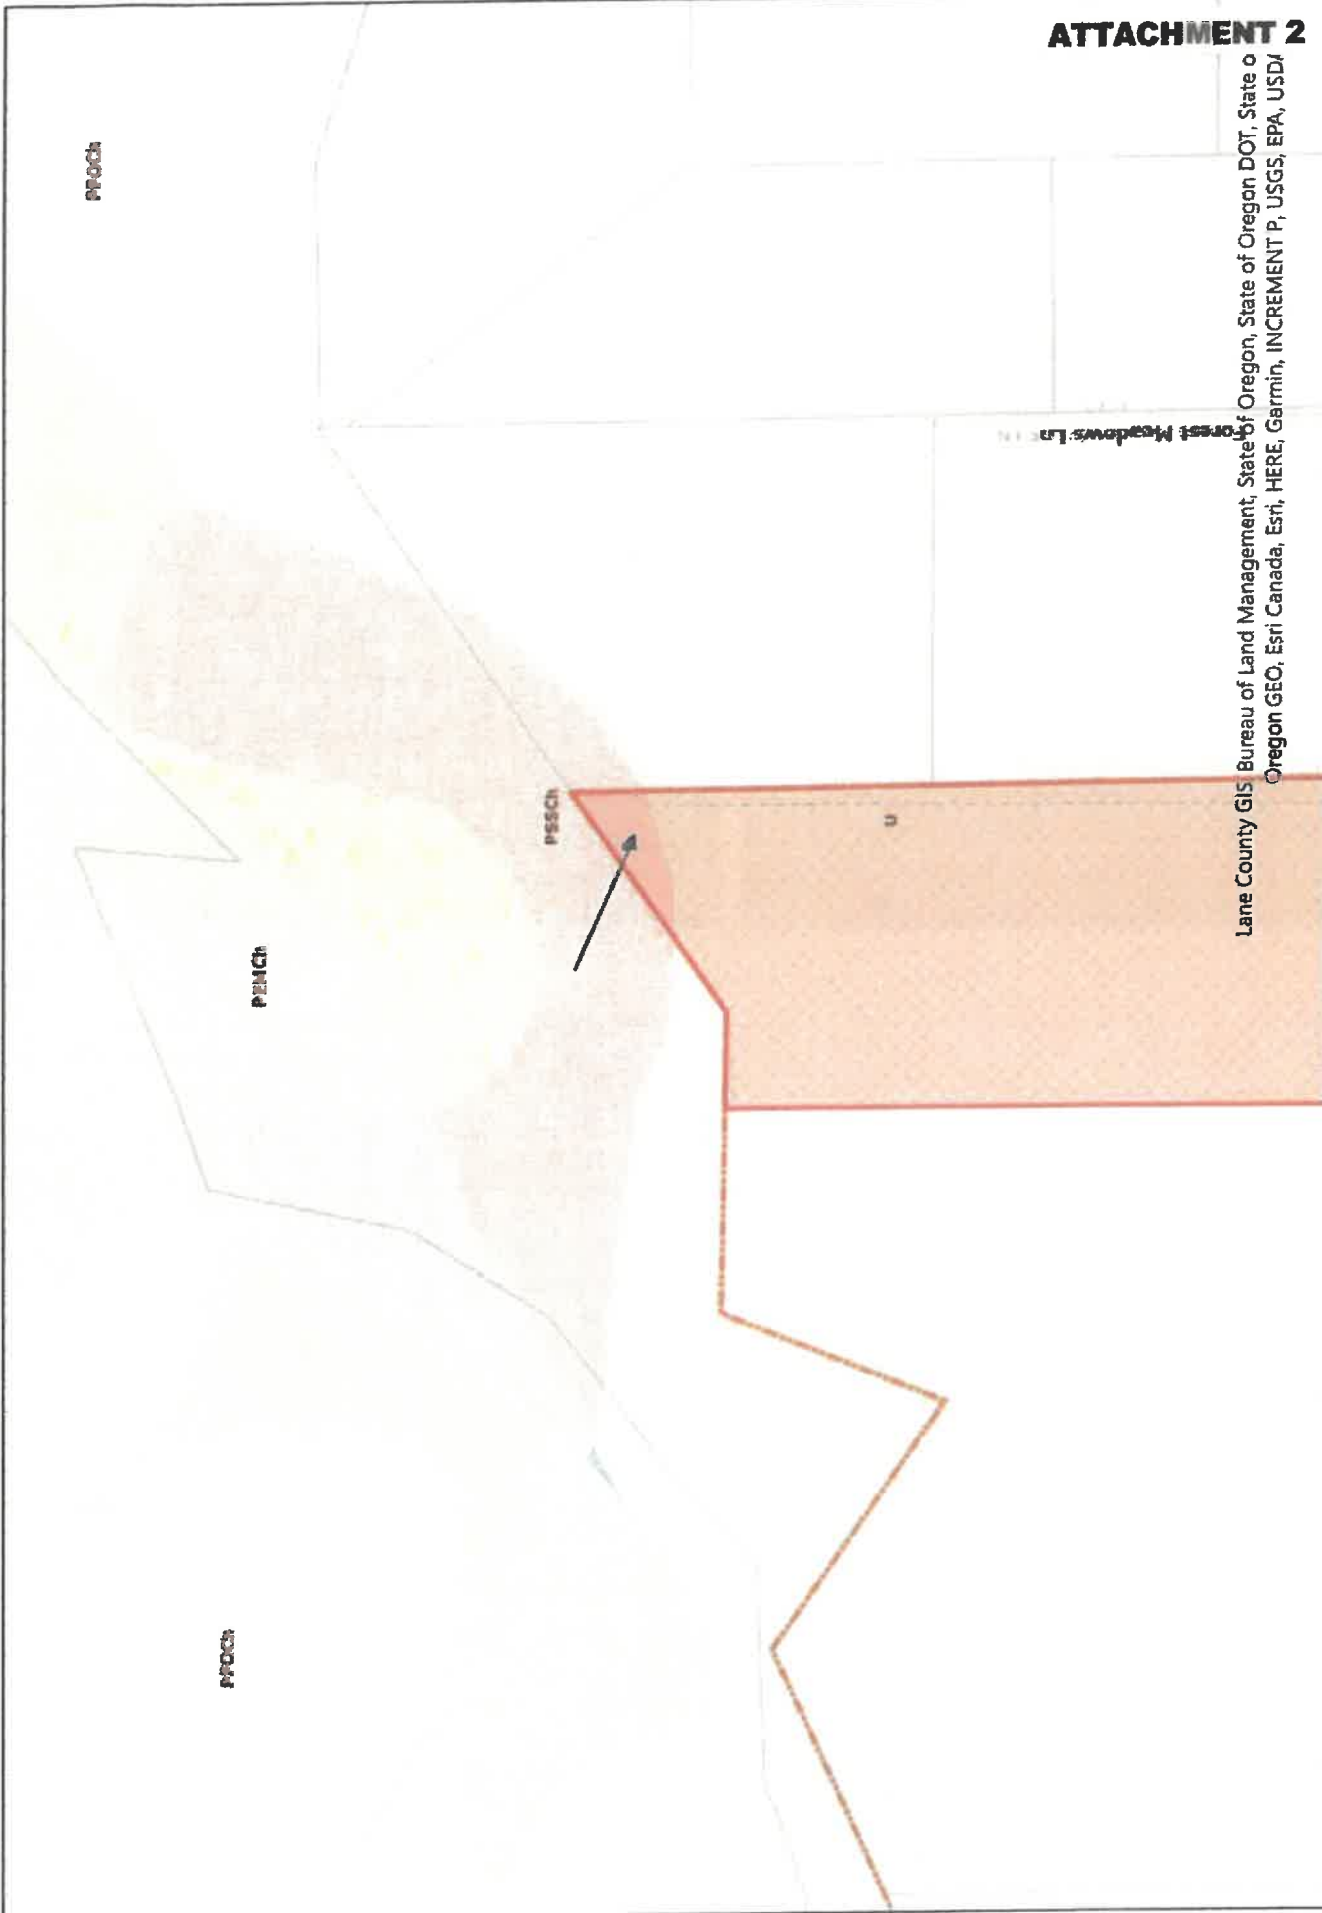 ATTACHMENT 2
PFOCh
PSSCh
PEMCh
PFOCh
U
Forest Meadows Ln
Lane County GIS, Bureau of Land Management, State of Oregon, State of Oregon DOT, State o
Oregon GEO, Esri Canada, Esri, HERE, Garmin, INCREMENT P, USGS, EPA, USDA